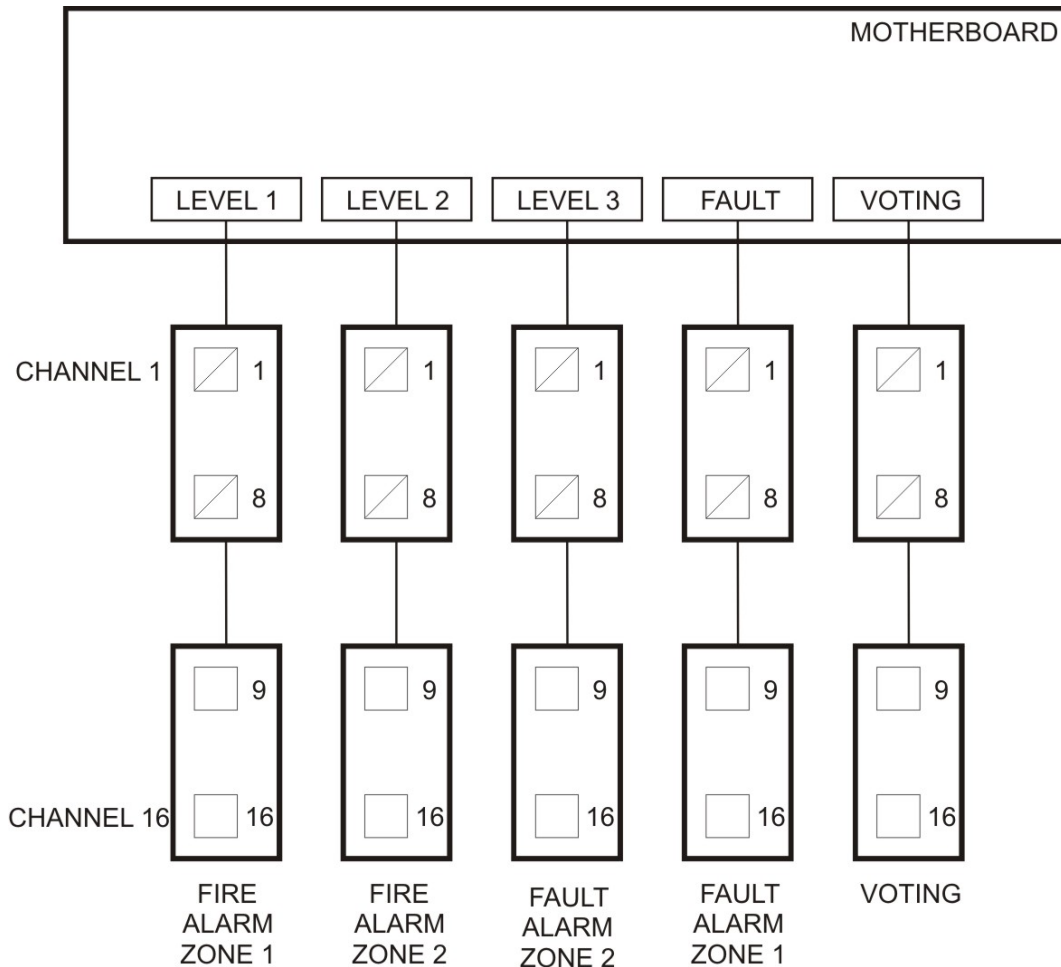 MOTHERBOARD
LEVEL 1
LEVEL 2
LEVEL 3
FAULT
VOTING
CHANNEL 1
1
1
1
1
1
8
8
8
8
8
9
9
9
9
9
CHANNEL 16
16
16
16
16
16
FIRE
ALARM
ZONE 1
FIRE
ALARM
ZONE 2
FAULT
ALARM
ZONE 2
FAULT
ALARM
ZONE 1
VOTING